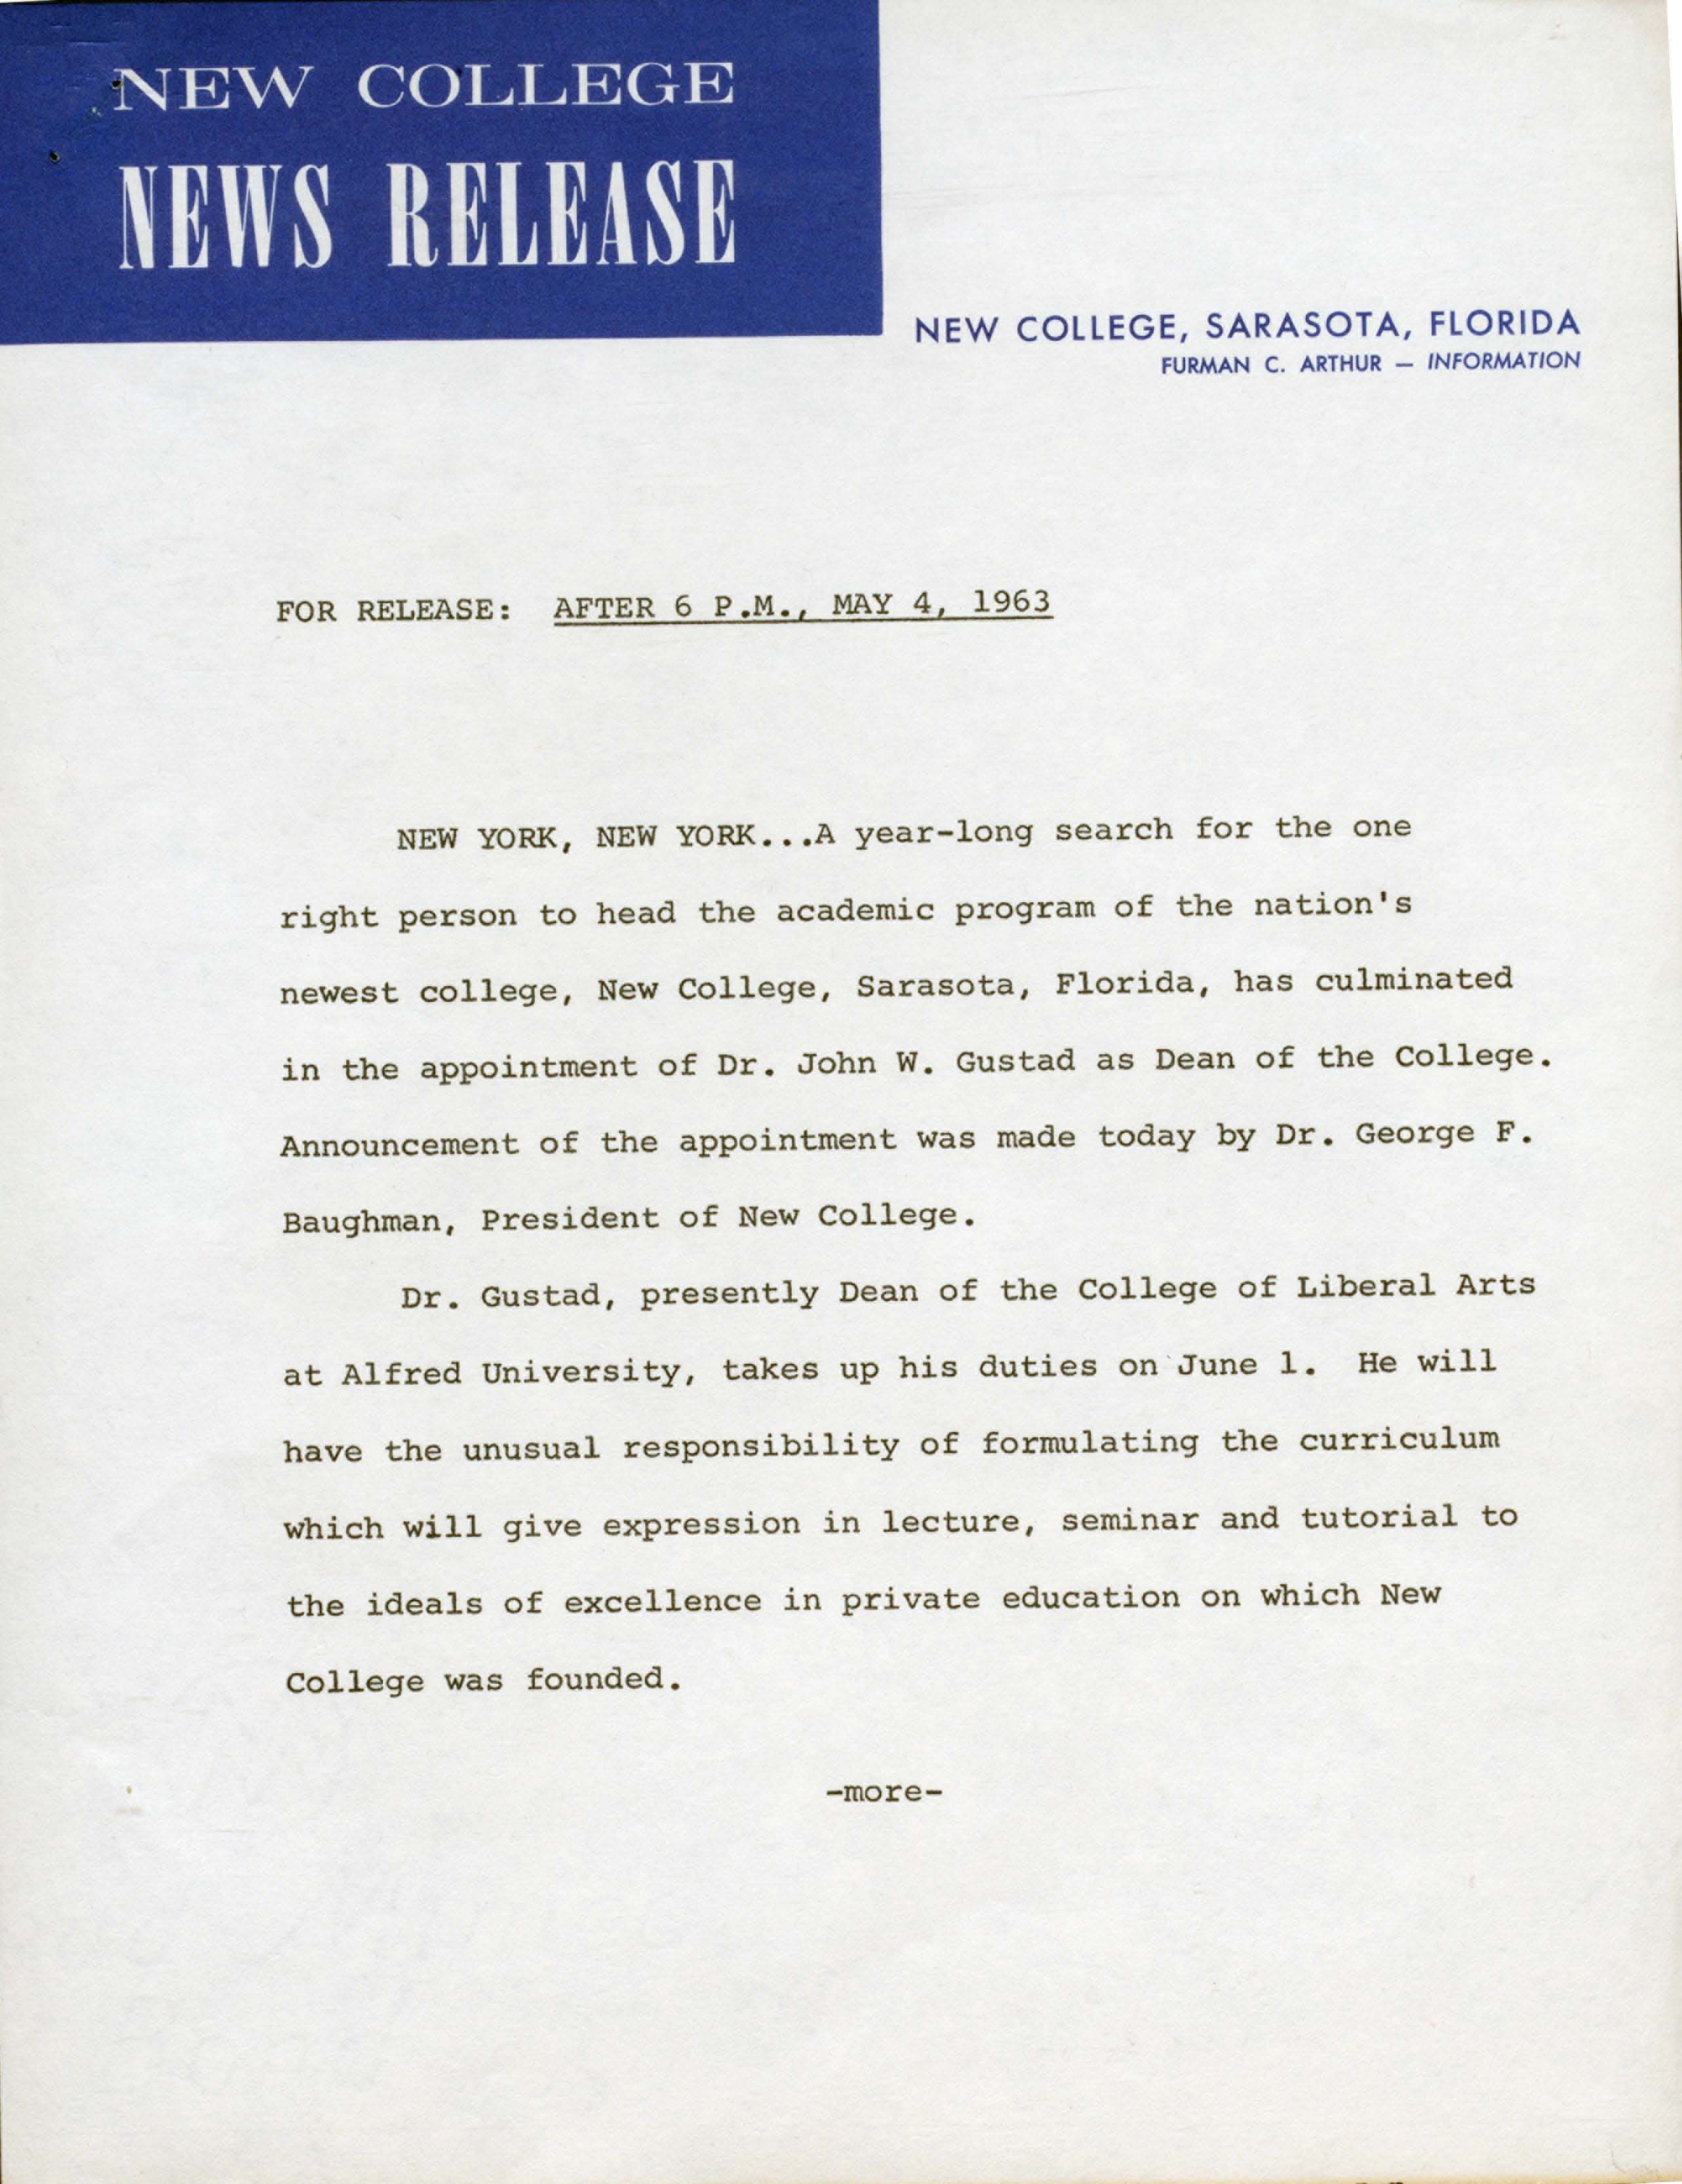 NEW COLLEGE
NEWS RELEASE
NEW COLLEGE, SARASOTA, FLORIDA
FURMAN C. ARTHUR — INFORMATION
FOR RELEASE: AFTER 6 P.M., MAY 4, 1963
NEW YORK, NEW YORK...A year-long search for the one
right person to head the academic program of the nation's
newest college, New College, Sarasota, Florida, has culminated
in the appointment of Dr. John W. Gustad as Dean of the College.
Announcement of the appointment was made today by Dr. George F.
Baughman, President of New College.
Dr. Gustad, presently Dean of the College of Liberal Arts
at Alfred University, takes up his duties on June 1. He will
have the unusual responsibility of formulating the curriculum
which will give expression in lecture, seminar and tutorial to
the ideals of excellence in private education on which New
College was founded.
-more-